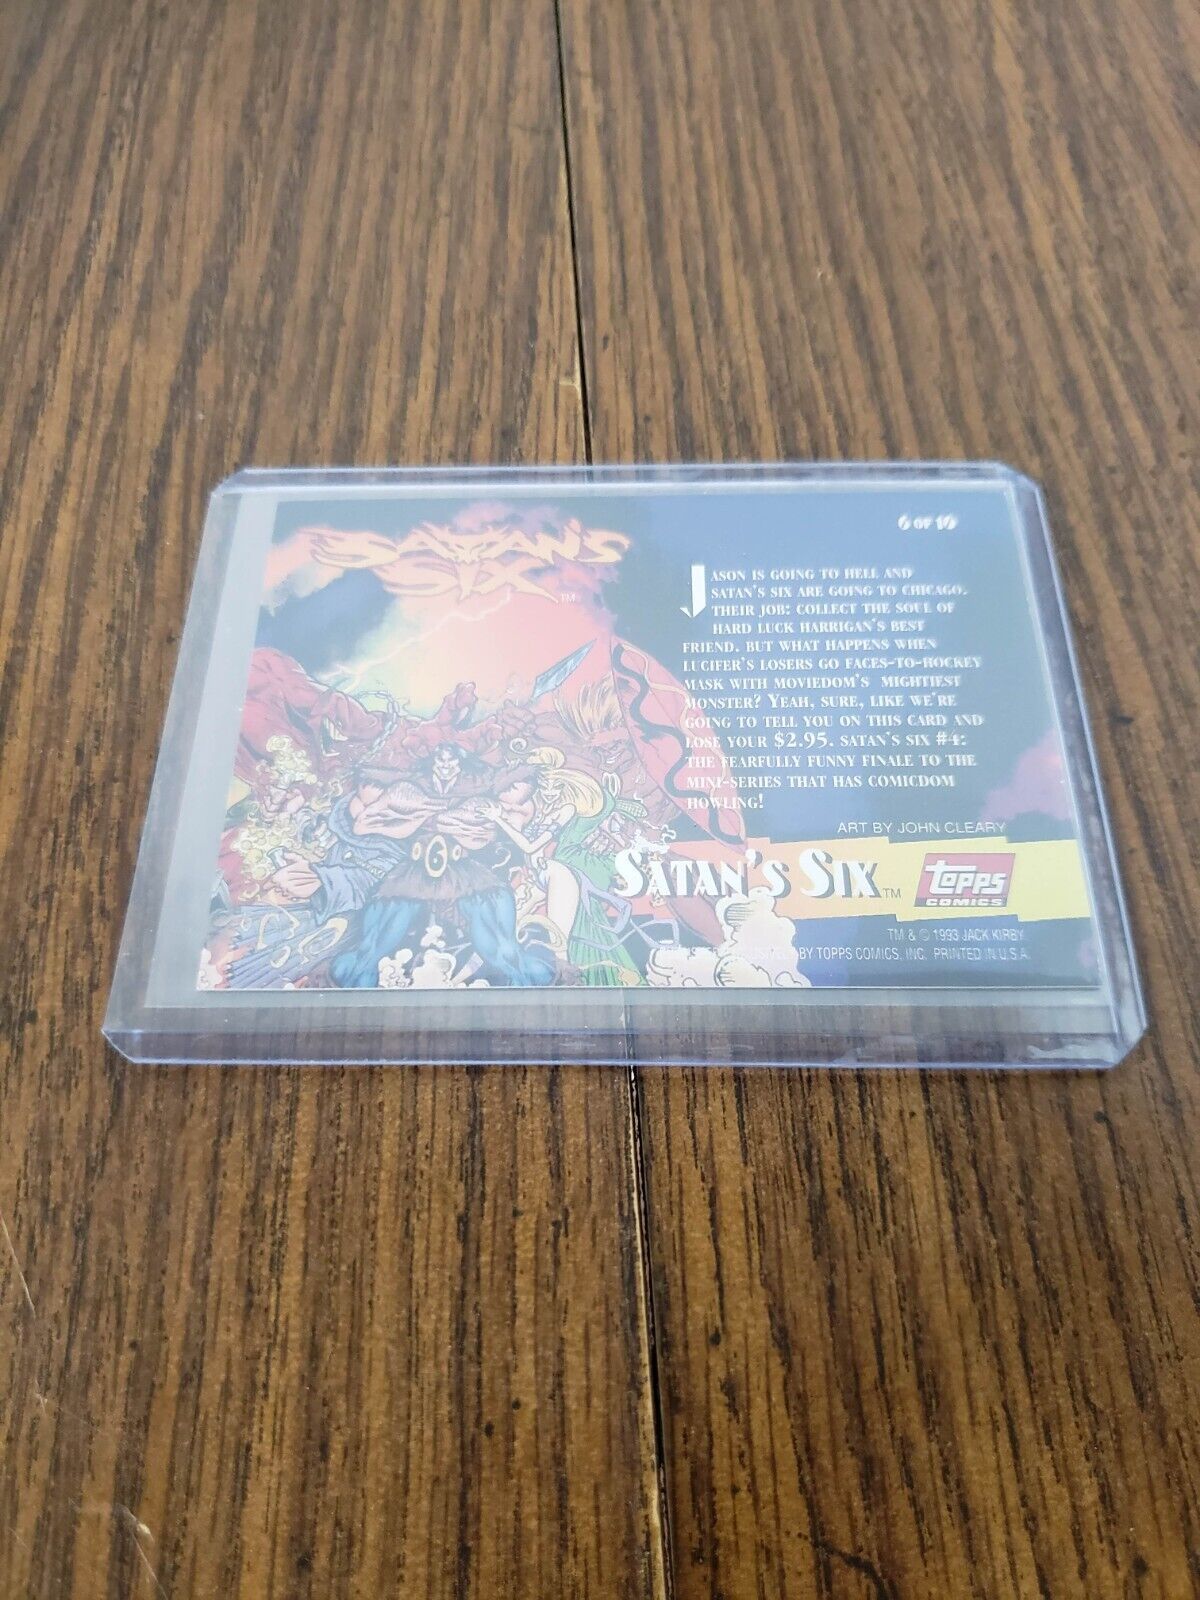 SATAN'S
SIX™
6 OF 10
JASON IS GOING TO HELL AND
SATAN'S SIX ARE GOING TO CHICAGO.
THEIR JOB: COLLECT THE SOUL OF
HARD LUCK HARRIGAN'S BEST
FRIEND. BUT WHAT HAPPENS WHEN
LUCIFER'S LOSERS GO FACES-TO-HOCKEY
MASK WITH MOVIEDOM'S MIGHTIEST
MONSTER? YEAH, SURE, LIKE WE'RE
GOING TO TELL YOU ON THIS CARD AND
LOSE YOUR $2.95. SATAN'S SIX #4:
THE FEARFULLY FUNNY FINALE TO THE
MINI-SERIES THAT HAS COMICDOM
HOWLING!
ART BY JOHN CLEARY
SATAN'S SIX™
topps
COMICS
TM & © 1993 JACK KIRBY
BY TOPPS COMICS, INC. PRINTED IN U.S.A.